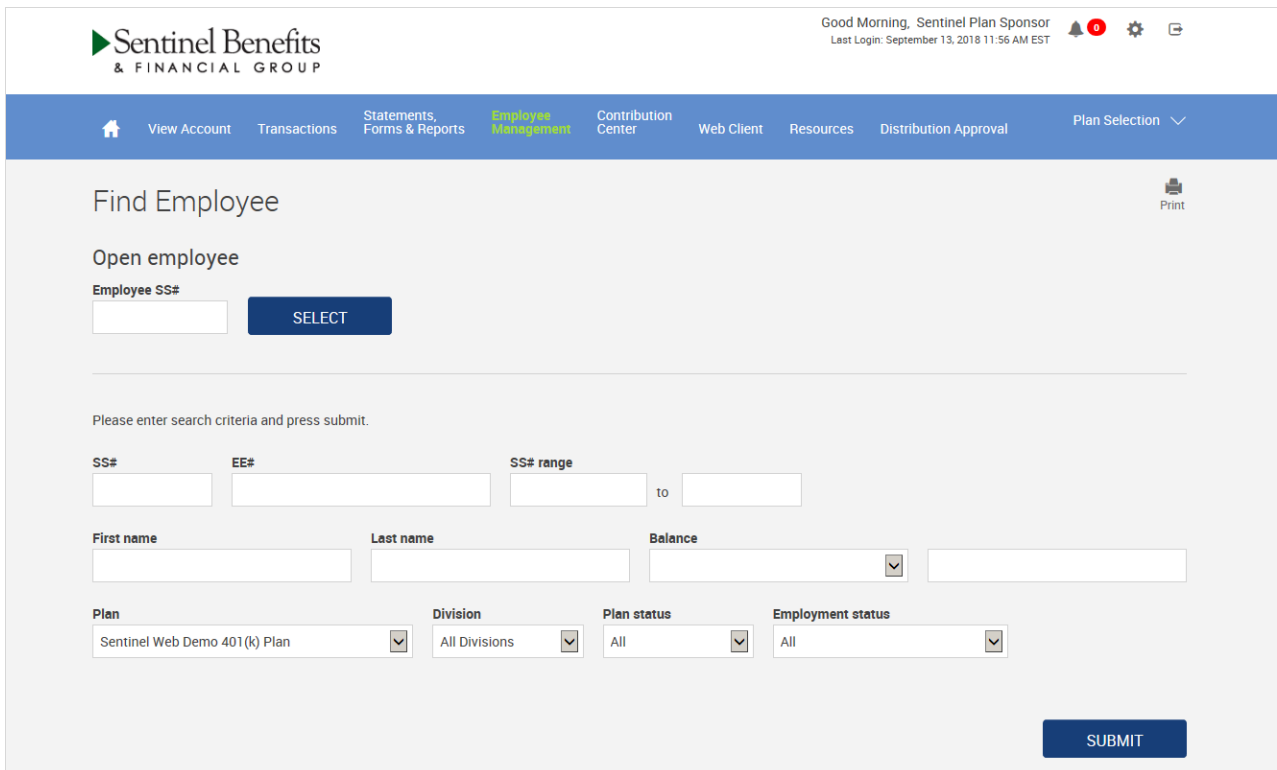 Sentinel Benefits
& FINANCIAL GROUP
Good Morning, Sentinel Plan Sponsor
Last Login: September 13, 2018 11:56 AM EST
0
View Account
Transactions
Statements,
Forms & Reports
Employee
Management
Contribution
Center
Web Client
Resources
Distribution Approval
Plan Selection
Find Employee
Print
Open employee
Employee SS#
SELECT
Please enter search criteria and press submit.
SS# EE# SS# range
to
First name Last name Balance
Plan Division Plan status Employment status
Sentinel Web Demo 401(k) Plan All Divisions All All
SUBMIT